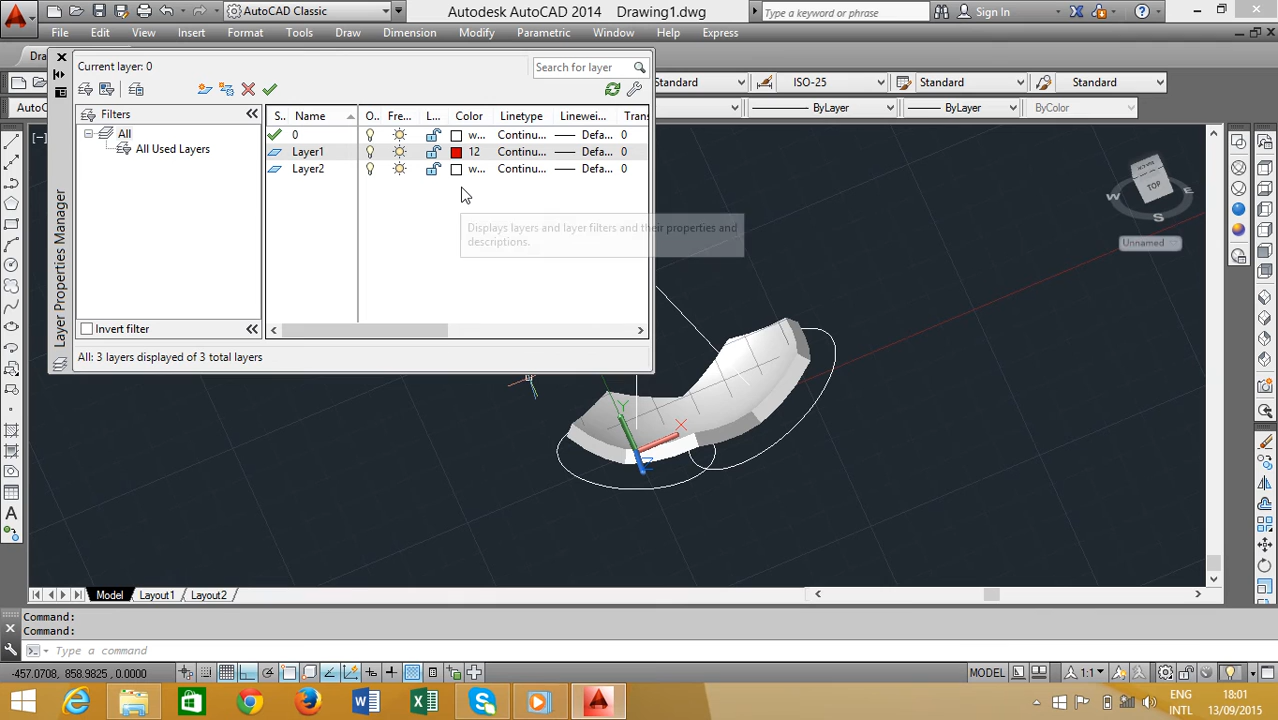 AutoCAD Classic
Autodesk AutoCAD 2014 Drawing1.dwg
Type a keyword or phrase
Sign In
File Edit View Insert Format Tools Draw Dimension Modify Parametric Window Help Express
Current layer: 0
Search for layer
Standard
ISO-25
Standard
Standard
ByLayer
ByLayer
ByColor
Filters
All
All Used Layers
Invert filter
S.. Name O.. Fre... L... Color Linetype Linewei... Trans
0 w... Continu... Defa... 0
Layer1 12 Continu... Defa... 0
Layer2 w... Continu... Defa... 0
Displays layers and layer filters and their properties and
descriptions.
All: 3 layers displayed of 3 total layers
Layer Properties Manager
TOP
W
S
E
Unnamed
Y
X
Z
Model Layout1 Layout2
Command:
Command:
Type a command
-457.0708, 858.9825, 0.0000
MODEL
1:1
ENG
INTL
18:01
13/09/2015